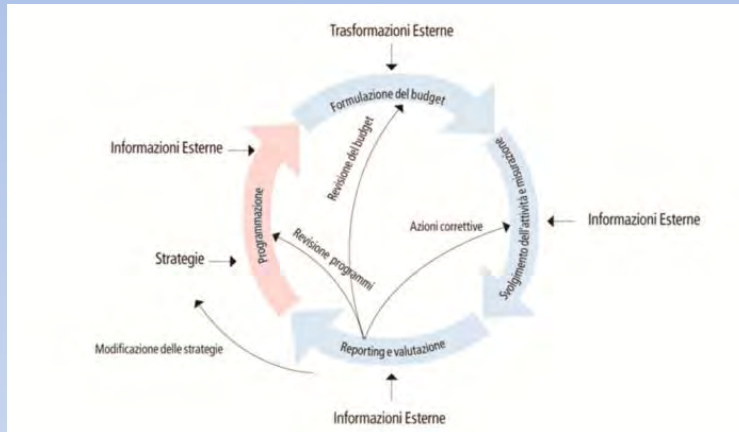 Trasformazioni Esterne
Formulazione del budget
Informazioni Esterne
Revisione del budget
Svolgimento dell'attività e misurazione
Programmazione
Azioni correttive
Informazioni Esterne
Revisione programmi
Strategie
Modificazione delle strategie
Reporting e valutazione
Informazioni Esterne